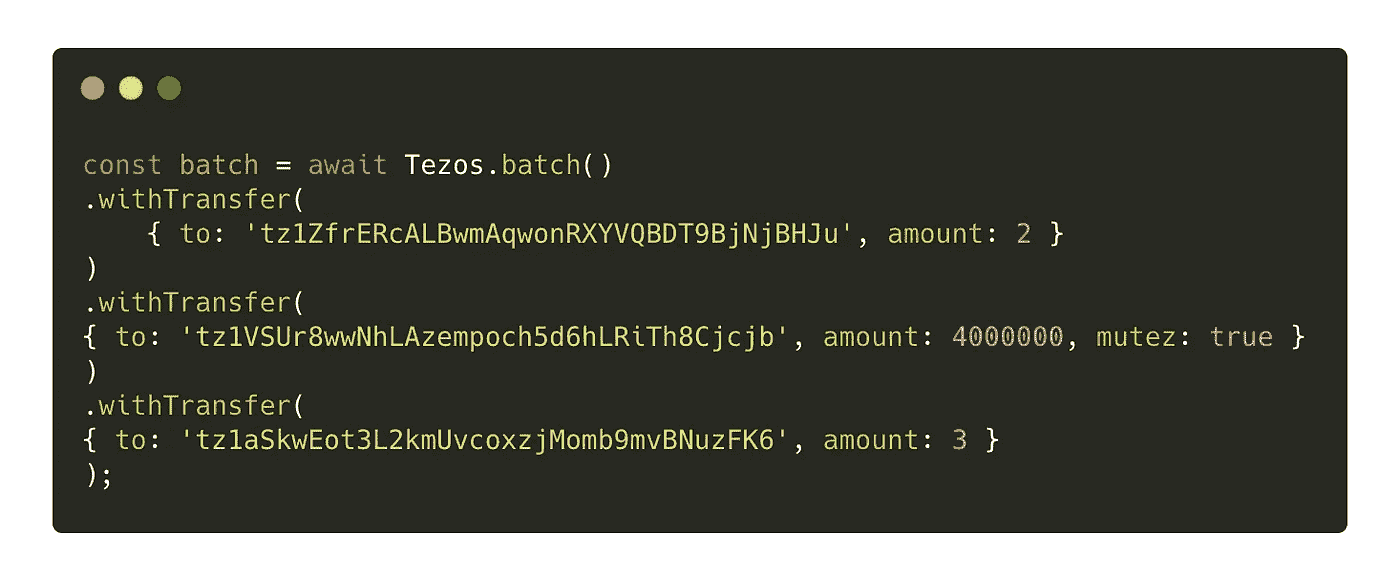 const batch = await Tezos.batch()
.withTransfer(
    { to: 'tz1ZfrERcALBwmAqwonRXYVQBDT9BjNjBHJu', amount: 2 }
)
.withTransfer(
{ to: 'tz1VSUr8wwNhLAzempoch5d6hLRiTh8Cjcjb', amount: 4000000, mutez: true }
)
.withTransfer(
{ to: 'tz1aSkwEot3L2kmUvcoxzjMomb9mvBNuzFK6', amount: 3 }
);